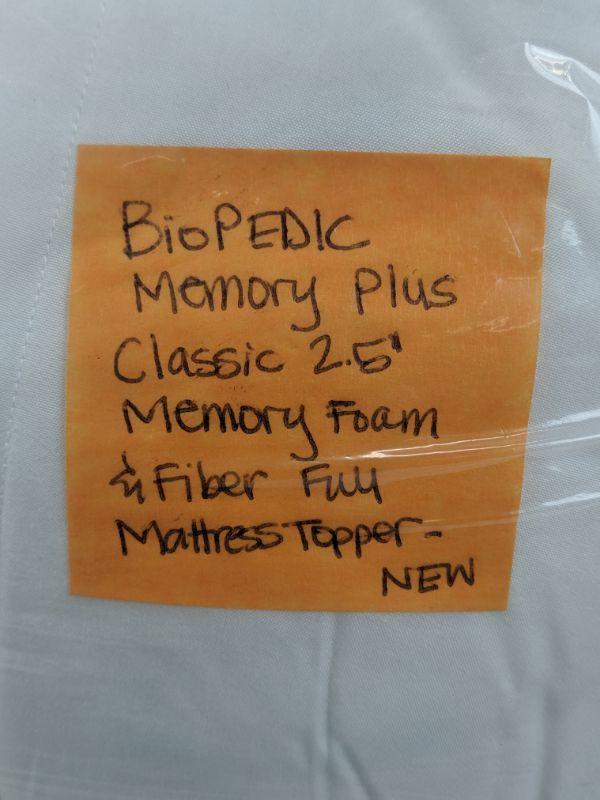 BioPEDIC
Memory Plus
Classic 2.5'
Memory Foam
& Fiber Full
Mattress Topper-
NEW